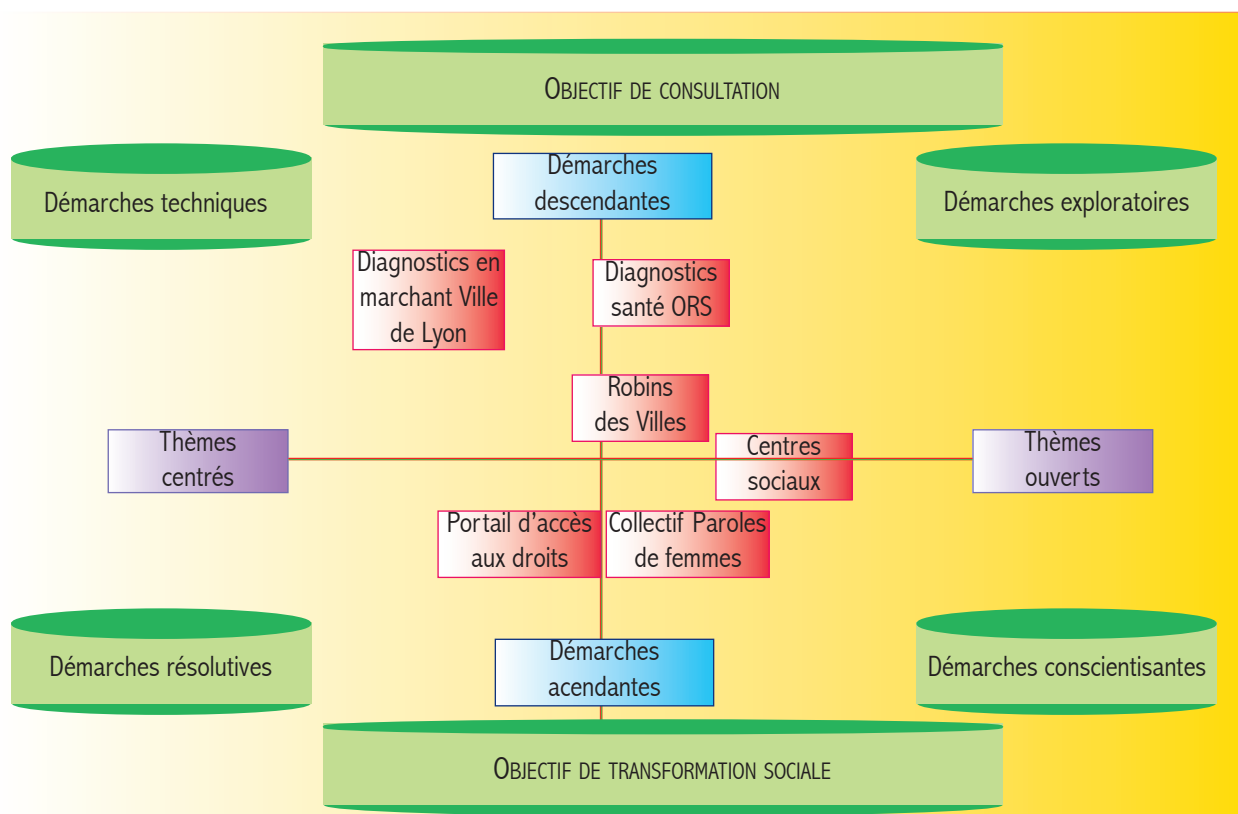 OBJECTIF DE CONSULTATION
Démarches techniques
Démarches
descendantes
Démarches exploratoires
Diagnostics en
marchant Ville
de Lyon
Diagnostics
santé ORS
Robins
des Villes
Thèmes
centrés
Centres
sociaux
Thèmes
ouverts
Portail d’accès
aux droits
Collectif Paroles
de femmes
Démarches résolutives
Démarches
acendantes
Démarches conscientisantes
OBJECTIF DE TRANSFORMATION SOCIALE